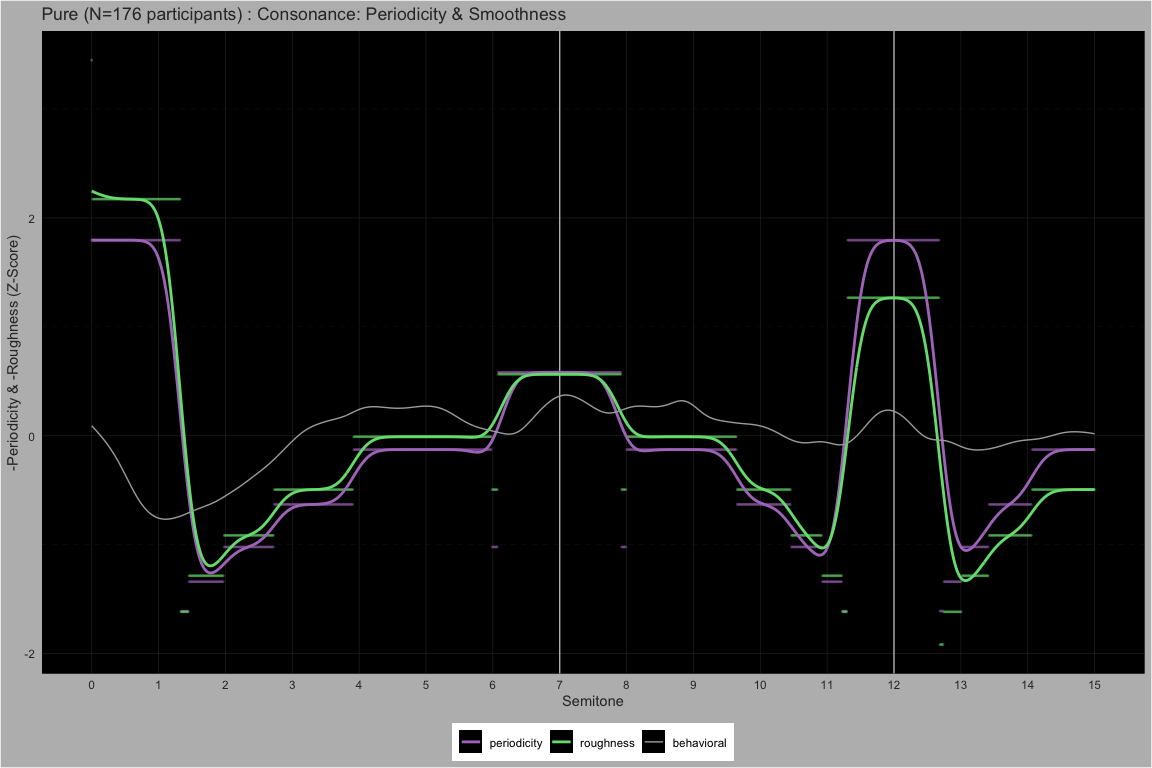 Pure (N=176 participants) : Consonance: Periodicity & Smoothness
-Periodicity & -Roughness (Z-Score)
2
0
-2
0 1 2 3 4 5 6 7 8 9 10 11 12 13 14 15
Semitone
periodicity roughness behavioral